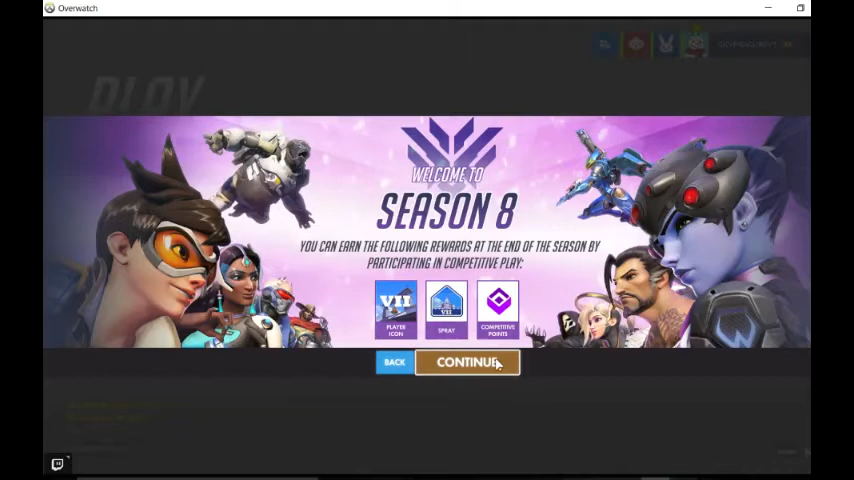 Overwatch
PLAY
WELCOME TO
SEASON 8
YOU CAN EARN THE FOLLOWING REWARDS AT THE END OF THE SEASON BY
PARTICIPATING IN COMPETITIVE PLAY:
VII
VII
PLAYER
ICON
SPRAY
COMPETITIVE
POINTS
BACK
CONTINUE